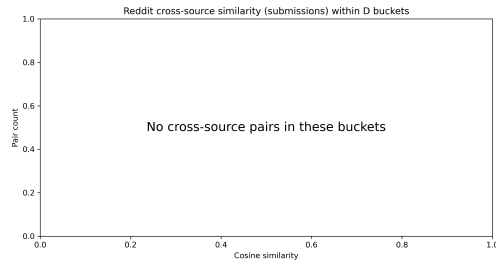 Reddit cross-source similarity (submissions) within D buckets
1.0
0.8
0.6
0.4
0.2
0.0
Pair count
No cross-source pairs in these buckets
0.0 0.2 0.4 0.6 0.8 1.0
Cosine similarity